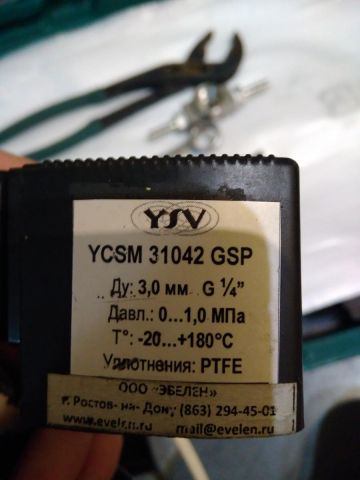 YSV
YCSM 31042 GSP
Ду: 3,0 мм G ¼"
Давл.: 0...1,0 МПа
T°: -20...+180°C
Уплотнения: PTFE
ООО "ЭВЕЛЕН"
г. Ростов- на- Дону (863) 294-45-01
www.evelen.ru mail@evelen.ru